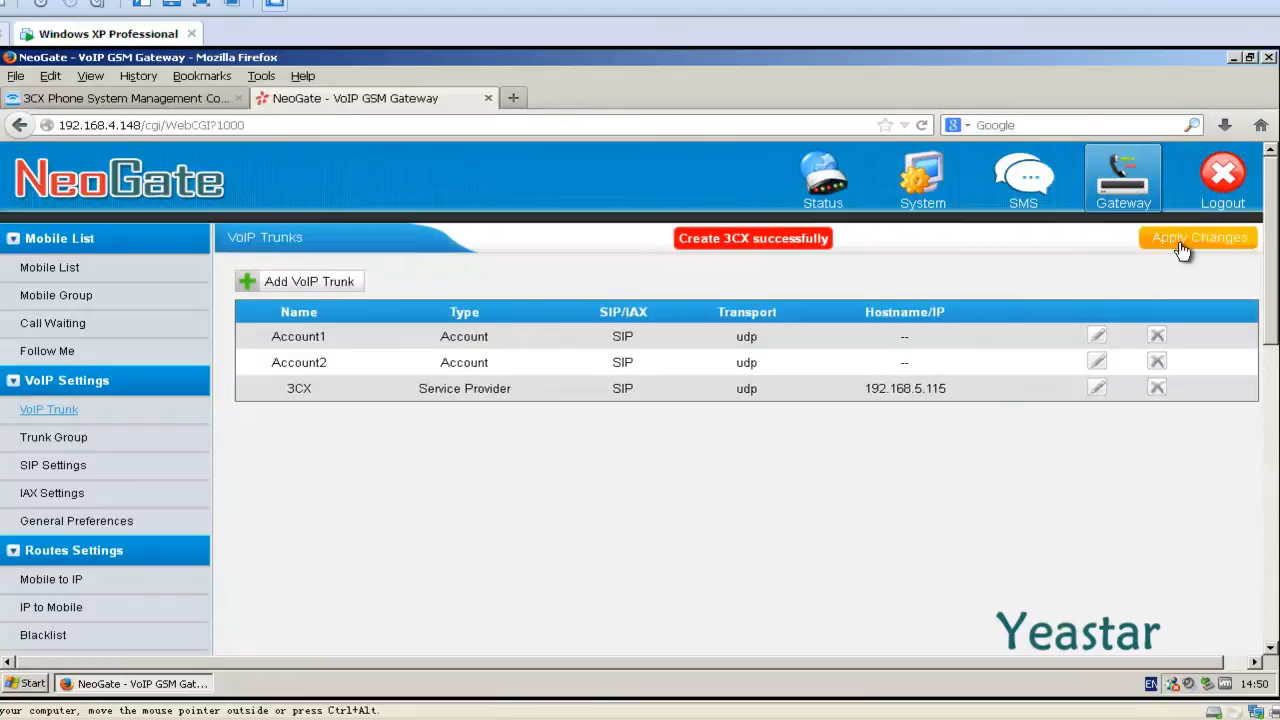 Windows XP Professional
NeoGate - VoIP GSM Gateway - Mozilla Firefox
File Edit View History Bookmarks Tools Help
3CX Phone System Management Co... NeoGate - VoIP GSM Gateway
192.168.4.148/cgi/WebCGI?1000 Google
NeoGate
Status System SMS Gateway Logout
Mobile List
Mobile List
Mobile Group
Call Waiting
Follow Me
VoIP Settings
VoIP Trunk
Trunk Group
SIP Settings
IAX Settings
General Preferences
Routes Settings
Mobile to IP
IP to Mobile
Blacklist
VoIP Trunks Create 3CX successfully Apply Changes
Add VoIP Trunk
Name Type SIP/IAX Transport Hostname/IP
Account1 Account SIP udp --
Account2 Account SIP udp --
3CX Service Provider SIP udp 192.168.5.115
Yeastar
Start NeoGate - VoIP GSM Gat... EN 14:50
your computer, move the mouse pointer outside or press Ctrl+Alt.